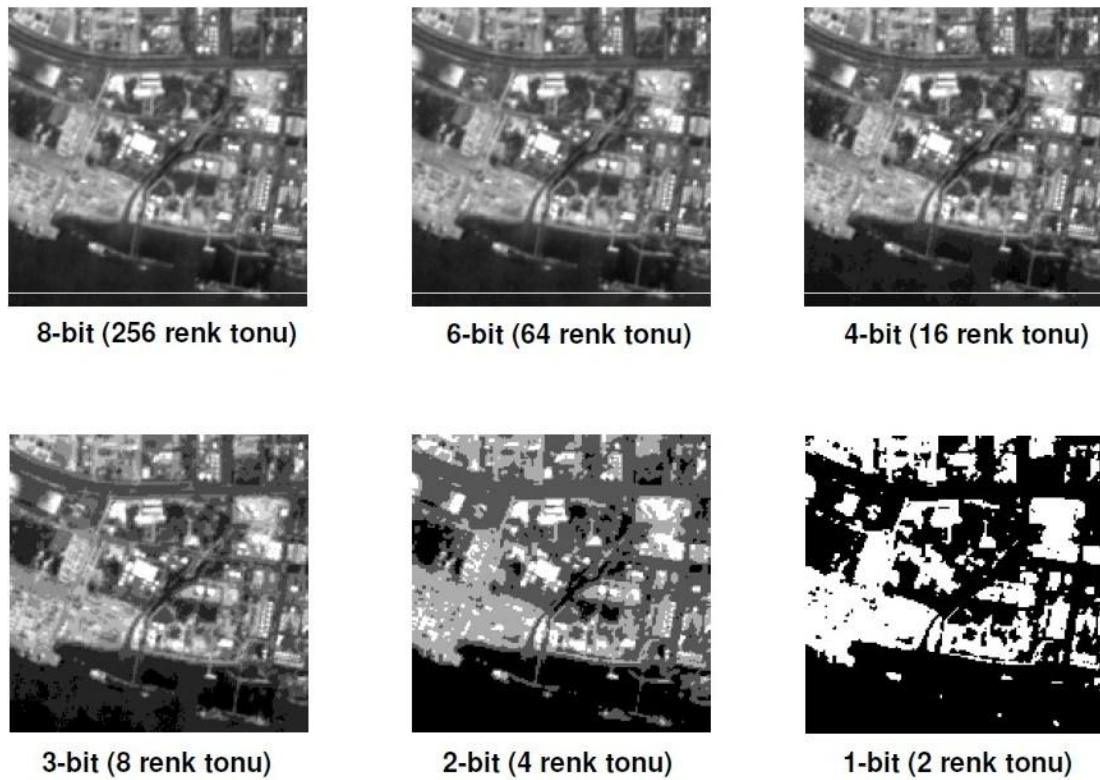 8-bit (256 renk tonu)
6-bit (64 renk tonu)
4-bit (16 renk tonu)
3-bit (8 renk tonu)
2-bit (4 renk tonu)
1-bit (2 renk tonu)